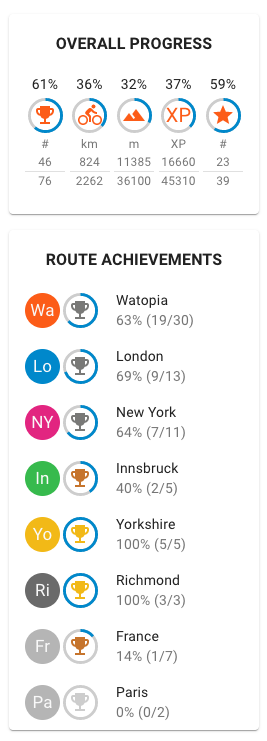 OVERALL PROGRESS
61% 36% 32% 37% 59%
XP
# km m XP #
46 824 11385 16660 23
76 2262 36100 45310 39
ROUTE ACHIEVEMENTS
Wa Watopia
63% (19/30)
Lo London
69% (9/13)
NY New York
64% (7/11)
In Innsbruck
40% (2/5)
Yo Yorkshire
100% (5/5)
Ri Richmond
100% (3/3)
Fr France
14% (1/7)
Pa Paris
0% (0/2)